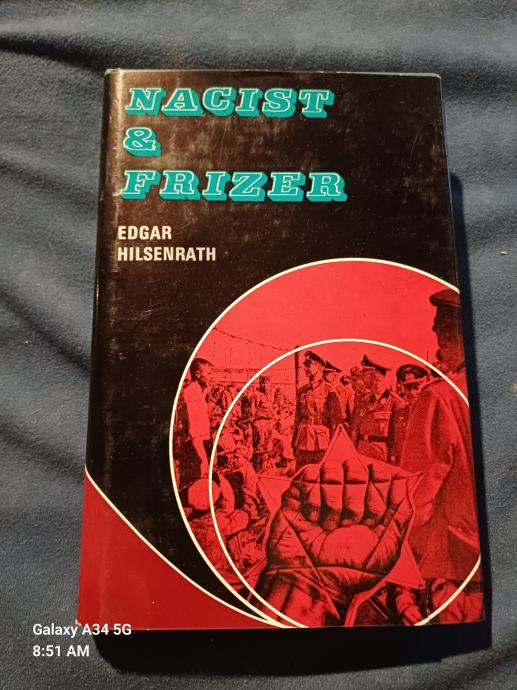 NACIST
&
FRIZER
EDGAR
HILSENRATH
Galaxy A34 5G
8:51 AM